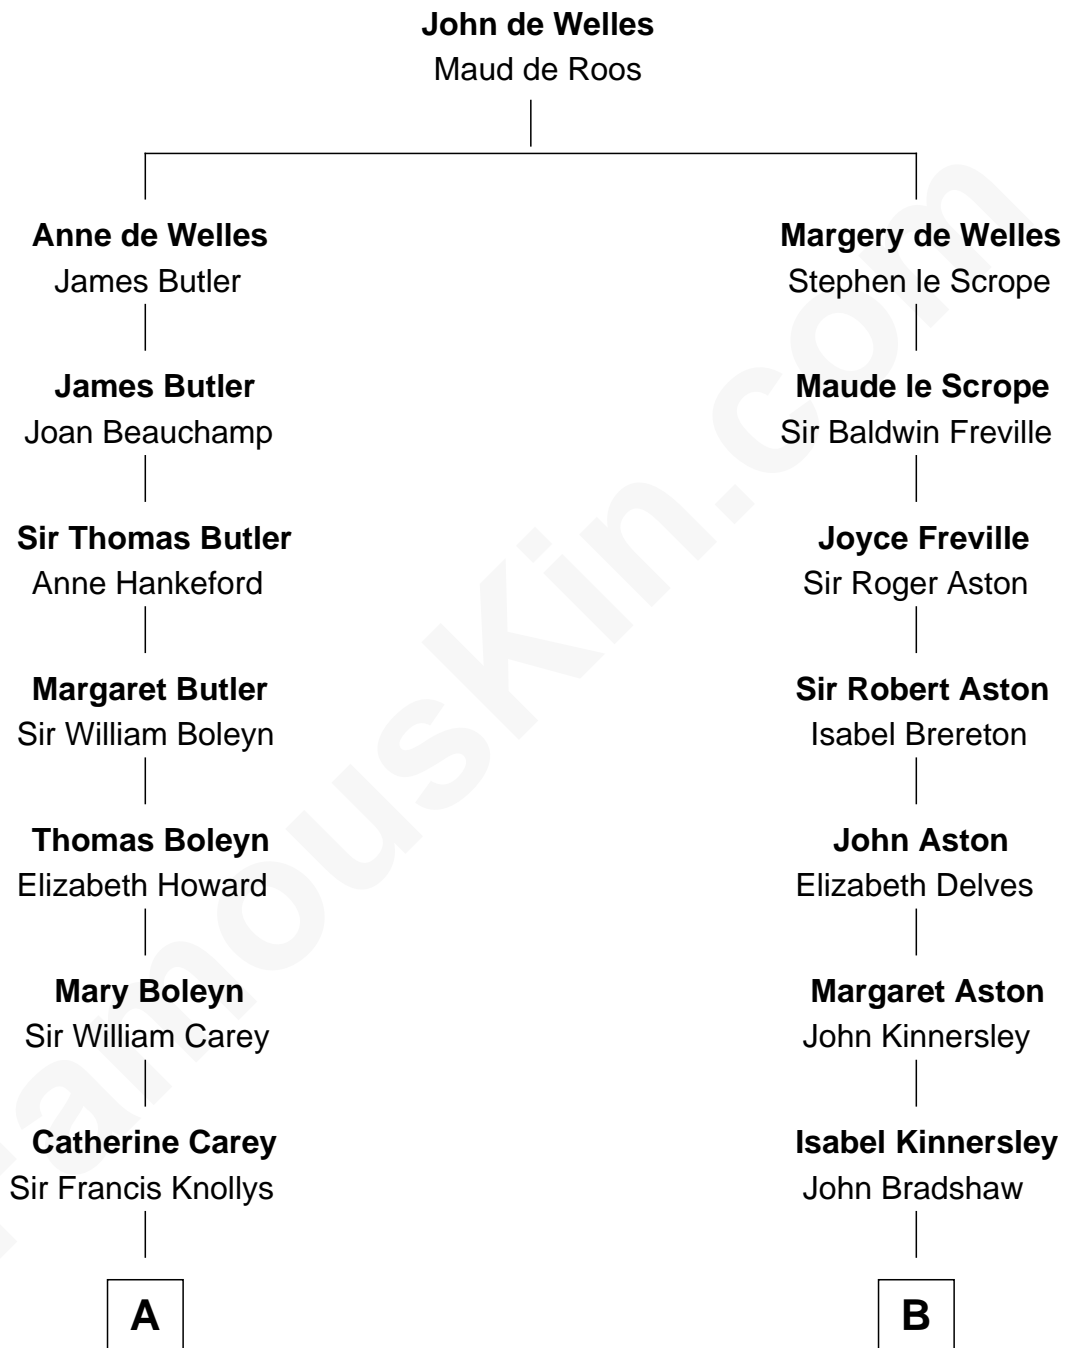 John de Welles
Maud de Roos
Anne de Welles
James Butler
Margery de Welles
Stephen le Scrope
James Butler
Joan Beauchamp
Maude le Scrope
Sir Baldwin Freville
Sir Thomas Butler
Anne Hankeford
Joyce Freville
Sir Roger Aston
Margaret Butler
Sir William Boleyn
Sir Robert Aston
Isabel Brereton
Thomas Boleyn
Elizabeth Howard
John Aston
Elizabeth Delves
Mary Boleyn
Sir William Carey
Margaret Aston
John Kinnersley
Catherine Carey
Sir Francis Knollys
Isabel Kinnersley
John Bradshaw
A
B
FamousKin.com